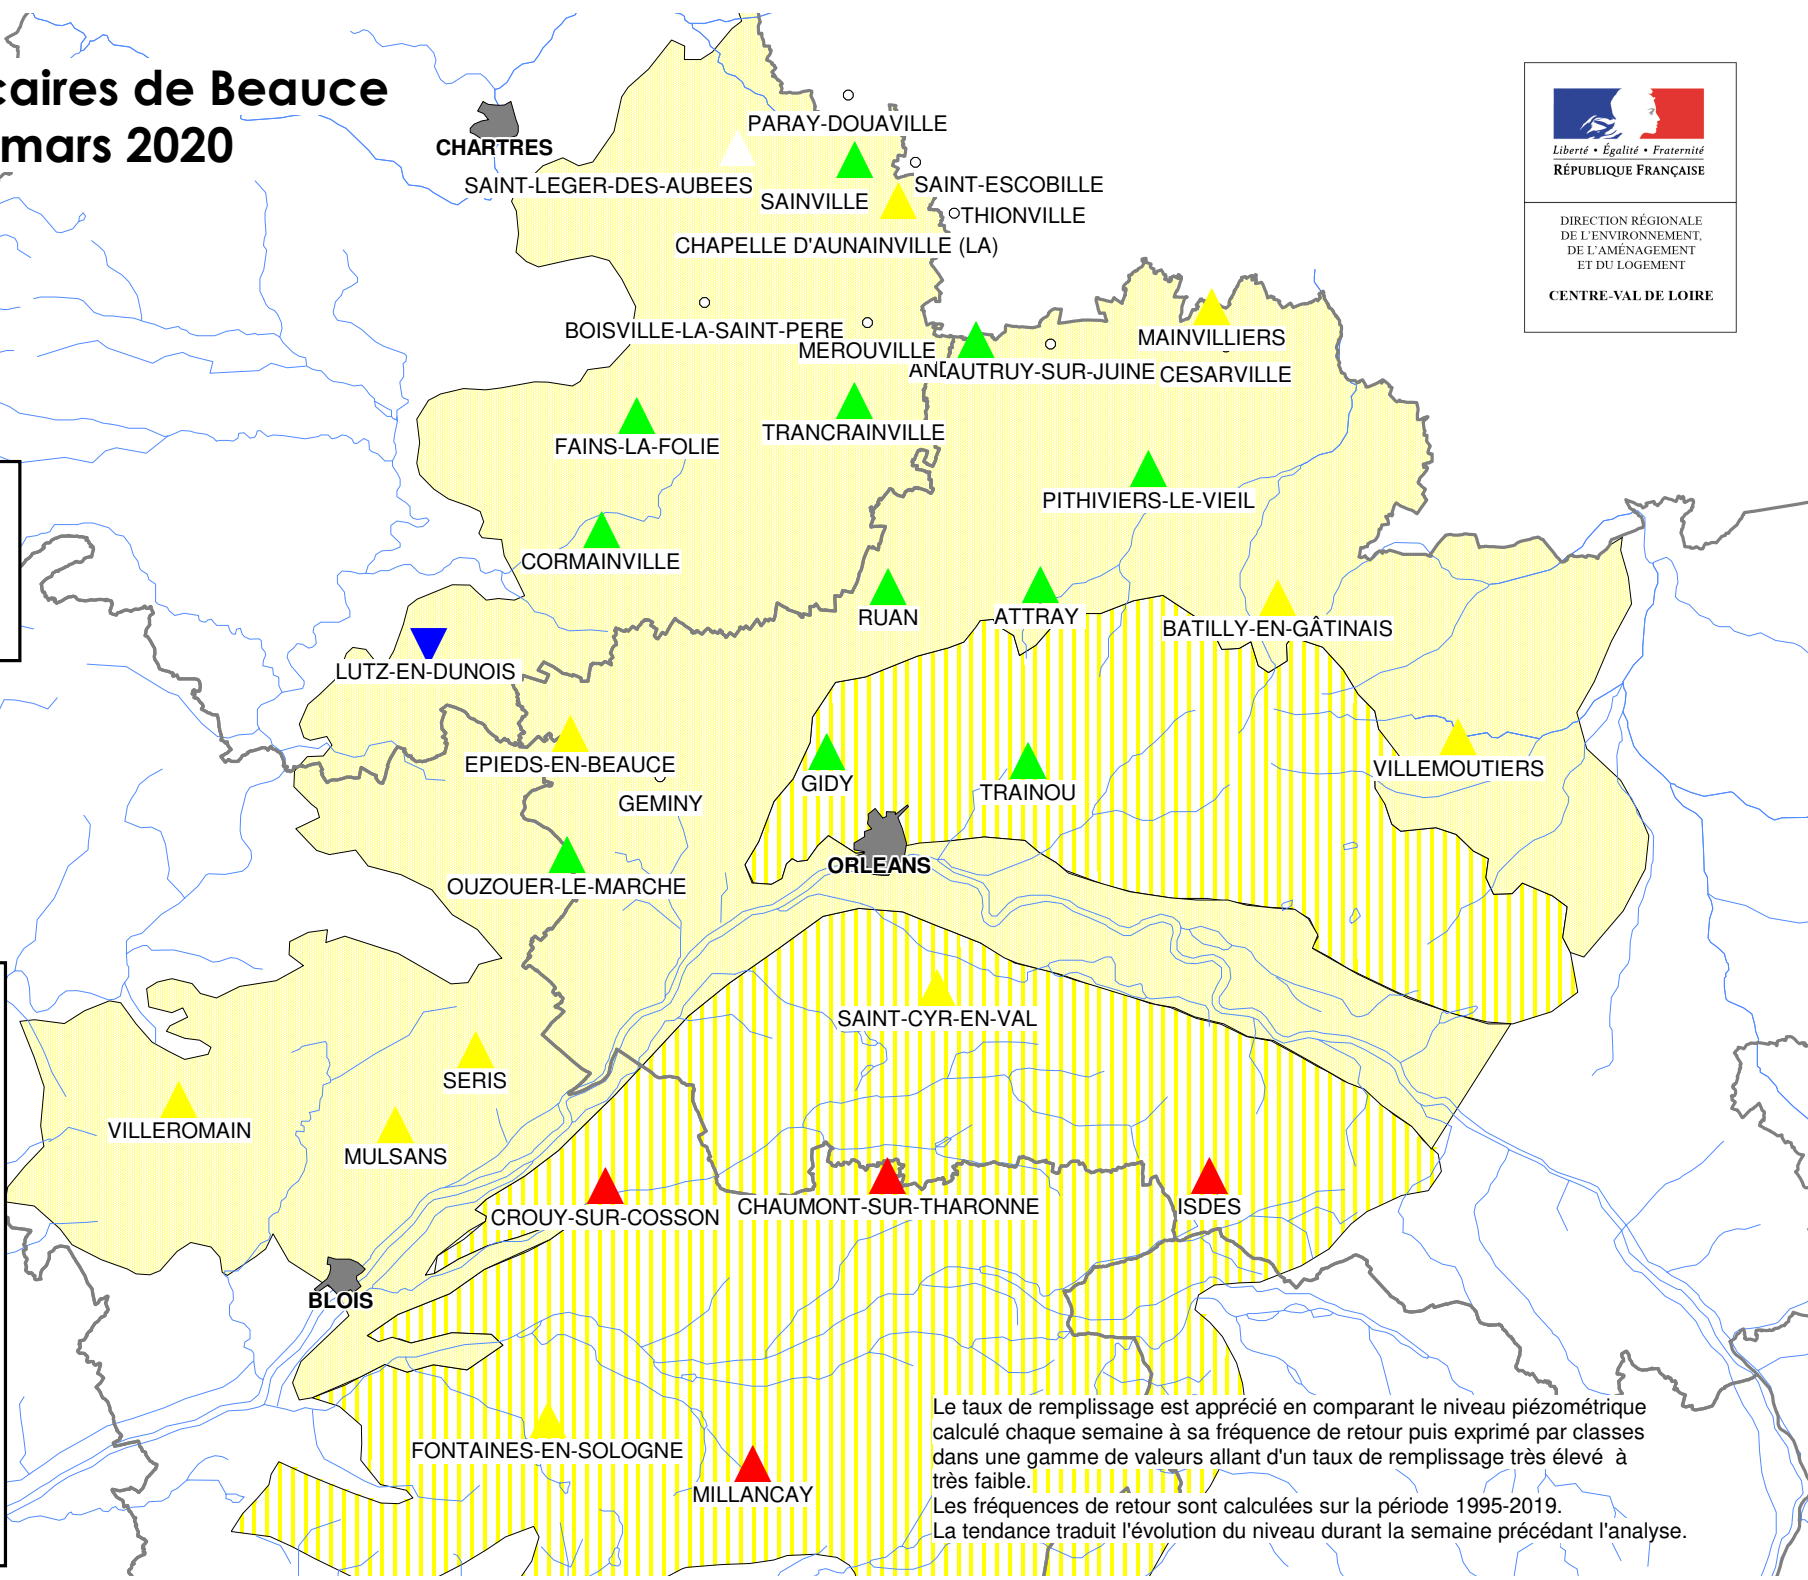 caires de Beauce
mars 2020
CHARTRES
PARAY-DOUAVILLE
SAINT-LEGER-DES-AUBEES
SAINVILLE
SAINT-ESCOBILLE
THIONVILLE
CHAPELLE D'AUNAINVILLE (LA)
Liberté • Égalité • Fraternité
RÉPUBLIQUE FRANÇAISE
DIRECTION RÉGIONALE
DE L'ENVIRONNEMENT,
DE L'AMÉNAGEMENT
ET DU LOGEMENT
CENTRE-VAL DE LOIRE
BOISVILLE-LA-SAINT-PERE
MEROUVILLE
MAINVILLIERS
AUTRUY-SUR-JUINE
CESARVILLE
FAINS-LA-FOLIE
TRANCRAINVILLE
PITHIVIERS-LE-VIEIL
CORMAINVILLE
RUAN
ATTRAY
BATILLY-EN-GÂTINAIS
LUTZ-EN-DUNOIS
EPIEDS-EN-BEAUCE
GEMINY
GIDY
TRAINOU
VILLEMOUTIERS
ORLEANS
OUZOUER-LE-MARCHE
SAINT-CYR-EN-VAL
SERIS
VILLEROMAIN
MULSANS
CROUY-SUR-COSSON
CHAUMONT-SUR-THARONNE
ISDES
BLOIS
FONTAINES-EN-SOLOGNE
MILLANCAY
Le taux de remplissage est apprécié en comparant le niveau piézométrique
calculé chaque semaine à sa fréquence de retour puis exprimé par classes
dans une gamme de valeurs allant d'un taux de remplissage très élevé à
très faible.
Les fréquences de retour sont calculées sur la période 1995-2019.
La tendance traduit l'évolution du niveau durant la semaine précédant l'analyse.